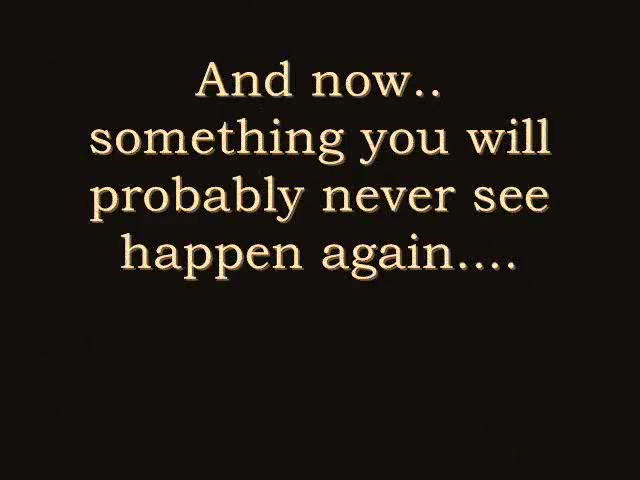 And now..
something you will
probably never see
happen again....